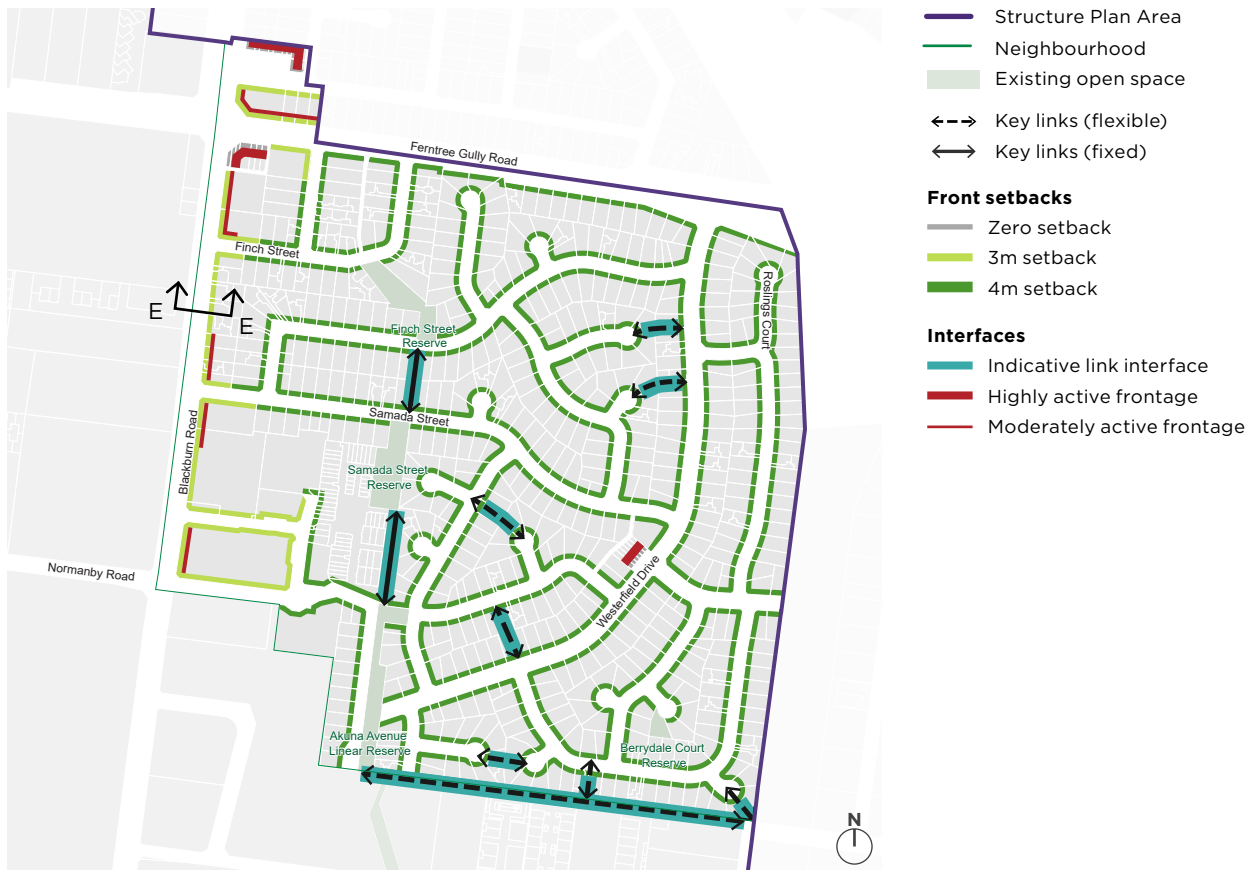 Structure Plan Area
Neighbourhood
Existing open space
Key links (flexible)
Key links (fixed)
Front setbacks
Zero setback
3m setback
4m setback
Interfaces
Indicative link interface
Highly active frontage
Moderately active frontage
Ferntree Gully Road
Finch Street
Roslings Court
E
E
Finch Street
Reserve
Samada Street
Blackburn Road
Samada Street
Reserve
Normanby Road
Westerfield Drive
Akuna Avenue
Linear Reserve
Berrydale Court
Reserve
N